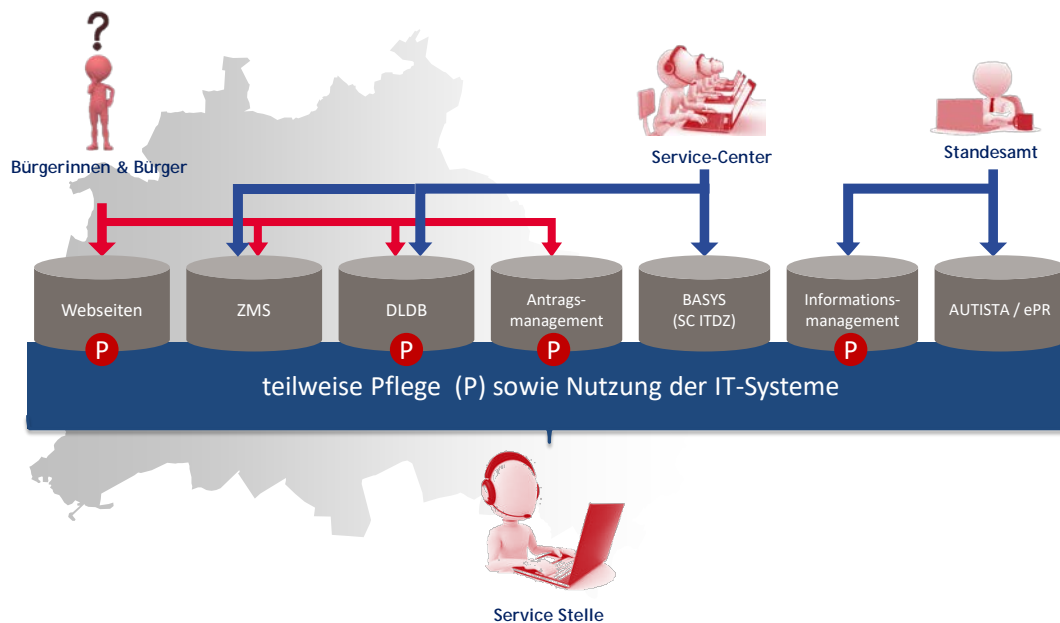 ?
Bürgerinnen & Bürger
Service-Center
Standesamt
Webseiten
ZMS
DLDB
Antrags-
management
BASYS
(SC ITDZ)
Informations-
management
AUTISTA / ePR
P
P
P
P
teilweise Pflege (P) sowie Nutzung der IT-Systeme
Service Stelle